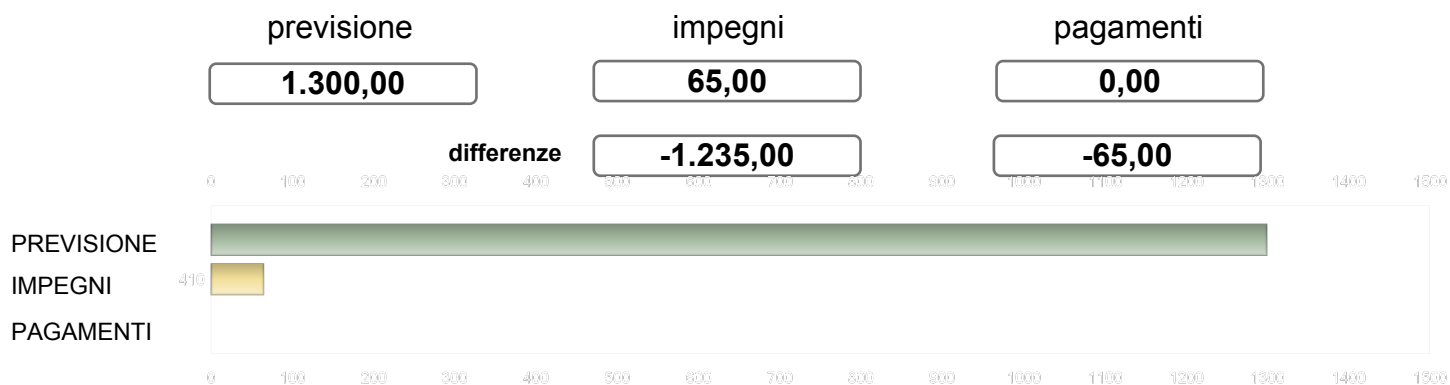 previsione impegni pagamenti
1.300,00 65,00 0,00
differenze -1.235,00 -65,00
0 100 200 300 400 500 600 700 800 900 1000 1100 1200 1300 1400 1500
PREVISIONE
410
IMPEGNI
PAGAMENTI
0 100 200 300 400 500 600 700 800 900 1000 1100 1200 1300 1400 1500